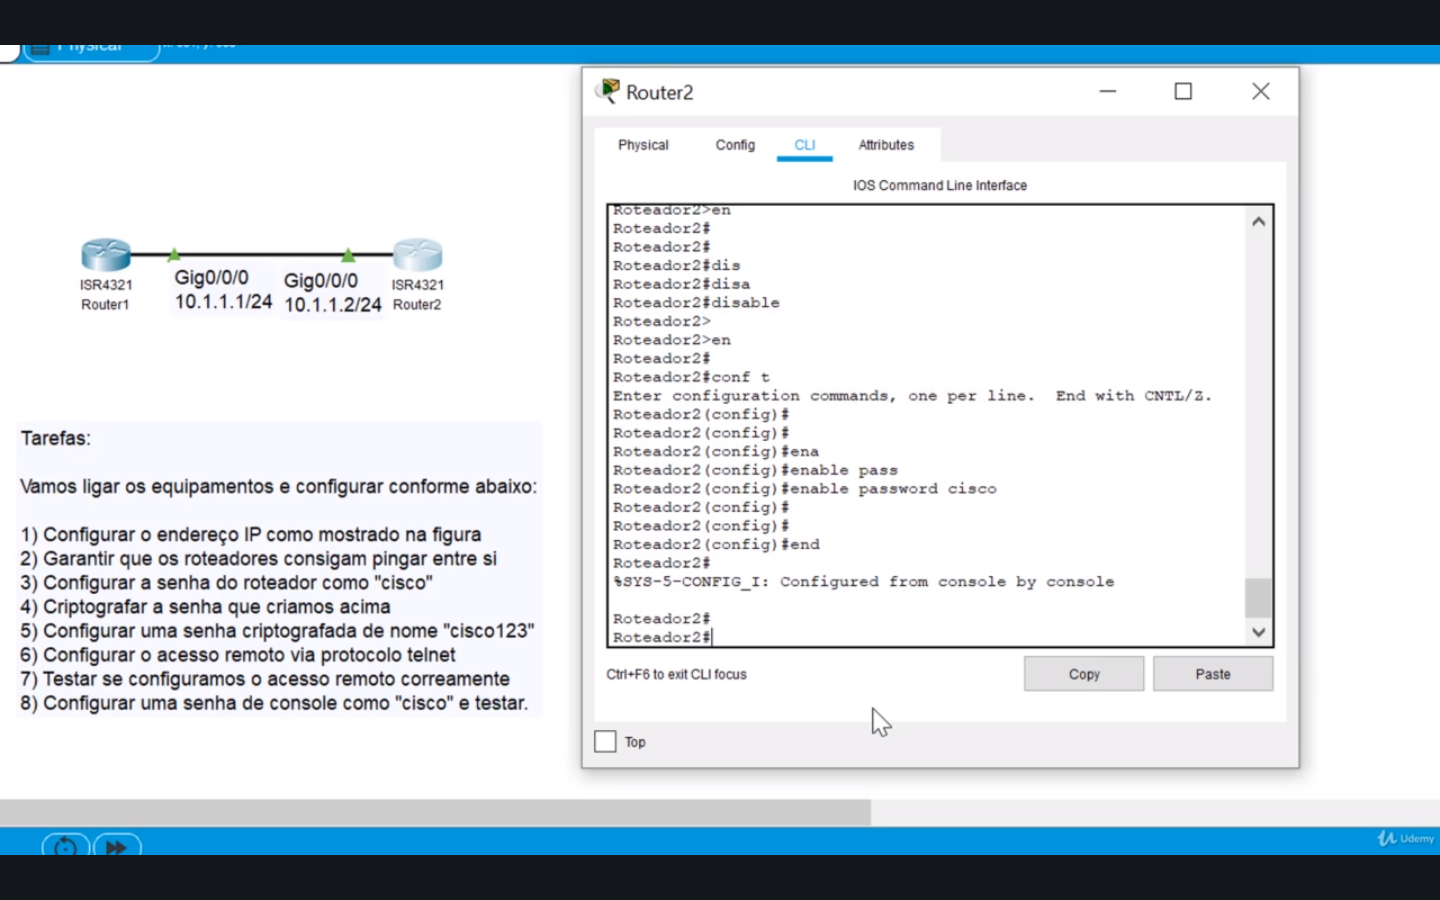 Physical
Router2
Physical Config CLI Attributes
IOS Command Line Interface
Roteador2>en
Roteador2#
Roteador2#
Roteador2#dis
Roteador2#disa
Roteador2#disable
Roteador2>
Roteador2>en
Roteador2#
Roteador2#conf t
Enter configuration commands, one per line.  End with CNTL/Z.
Roteador2(config)#
Roteador2(config)#
Roteador2(config)#ena
Roteador2(config)#enable pass
Roteador2(config)#enable password cisco
Roteador2(config)#
Roteador2(config)#
Roteador2(config)#end
Roteador2#
%SYS-5-CONFIG_I: Configured from console by console
Roteador2#
Roteador2#
Ctrl+F6 to exit CLI focus
Copy
Paste
Top
Gig0/0/0
10.1.1.1/24
Gig0/0/0
10.1.1.2/24
ISR4321
Router1
ISR4321
Router2
Tarefas:
Vamos ligar os equipamentos e configurar conforme abaixo:
1) Configurar o endereço IP como mostrado na figura
2) Garantir que os roteadores consigam pingar entre si
3) Configurar a senha do roteador como "cisco"
4) Criptografar a senha que criamos acima
5) Configurar uma senha criptografada de nome "cisco123"
6) Configurar o acesso remoto via protocolo telnet
7) Testar se configuramos o acesso remoto correamente
8) Configurar uma senha de console como "cisco" e testar.
Udemy